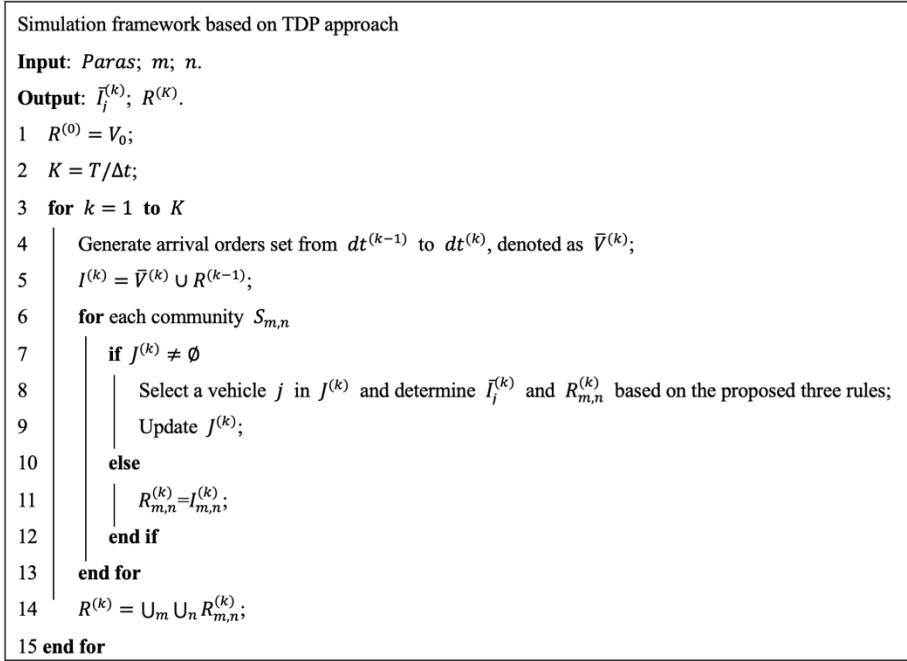 Simulation framework based on TDP approach
Input: Paras; m; n.
Output: Ī_j^(k); R^(K).
1 R^(0) = V_0;
2 K = T/Δt;
3 for k = 1 to K
4 Generate arrival orders set from dt^(k−1) to dt^(k), denoted as V̄^(k);
5 I^(k) = V̄^(k) ∪ R^(k−1);
6 for each community S_m,n
7 if J^(k) ≠ ∅
8 Select a vehicle j in J^(k) and determine Ī_j^(k) and R_m,n^(k) based on the proposed three rules;
9 Update J^(k);
10 else
11 R_m,n^(k)=I_m,n^(k);
12 end if
13 end for
14 R^(k) = ⋃_m ⋃_n R_m,n^(k);
15 end for